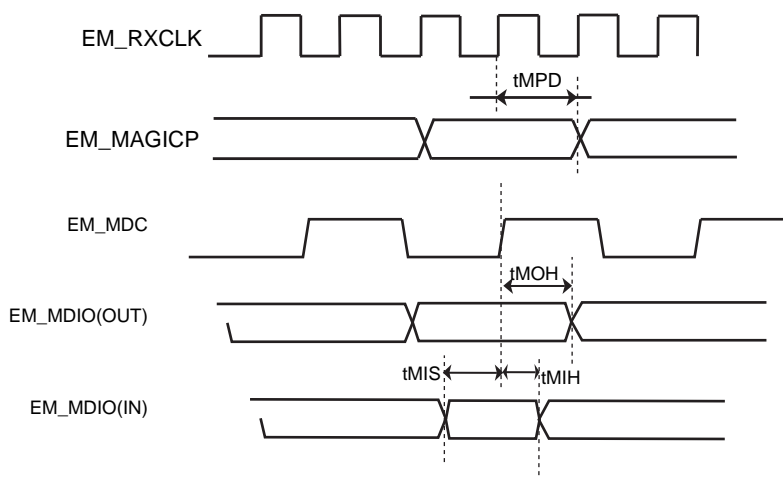 EM_RXCLK
tMPD
EM_MAGICP
EM_MDC
tMOH
EM_MDIO(OUT)
tMIS
tMIH
EM_MDIO(IN)